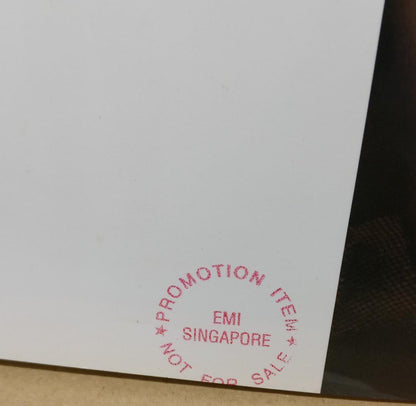 ★ PROMOTION ITEM ★
EMI
SINGAPORE
NOT FOR SALE